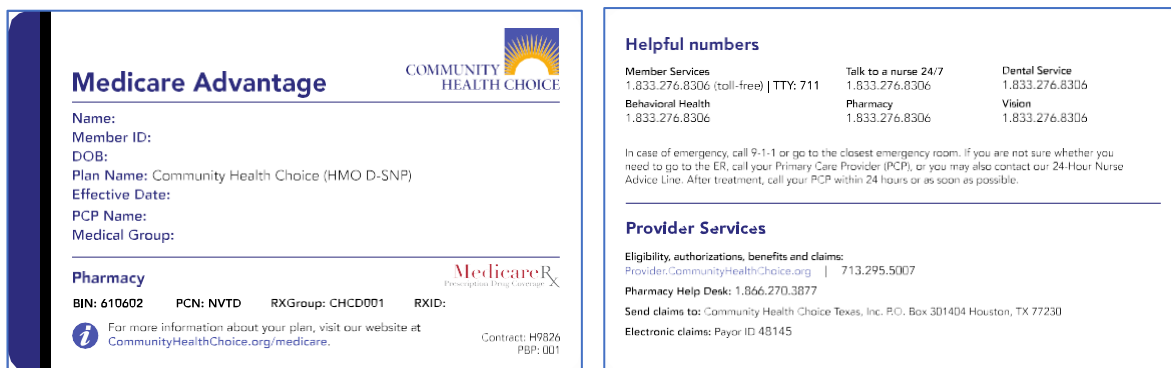 COMMUNITY
HEALTH CHOICE
Medicare Advantage
Name:
Member ID:
DOB:
Plan Name: Community Health Choice (HMO D-SNP)
Effective Date:
PCP Name:
Medical Group:
Pharmacy
MedicareRx
Prescription Drug Coverage
BIN: 610602 PCN: NVTD RXGroup: CHCD001 RXID:
i
For more information about your plan, visit our website at
CommunityHealthChoice.org/medicare.
Contract: H9826
PBP: 001
Helpful numbers
Member Services Talk to a nurse 24/7 Dental Service
1.833.276.8306 (toll-free) | TTY: 711 1.833.276.8306 1.833.276.8306
Behavioral Health Pharmacy Vision
1.833.276.8306 1.833.276.8306 1.833.276.8306
In case of emergency, call 9-1-1 or go to the closest emergency room. If you are not sure whether you
need to go to the ER, call your Primary Care Provider (PCP), or you may also contact our 24-Hour Nurse
Advice Line. After treatment, call your PCP within 24 hours or as soon as possible.
Provider Services
Eligibility, authorizations, benefits and claims:
Provider.CommunityHealthChoice.org | 713.295.5007
Pharmacy Help Desk: 1.866.270.3877
Send claims to: Community Health Choice Texas, Inc. P.O. Box 301404 Houston, TX 77230
Electronic claims: Payor ID 48145